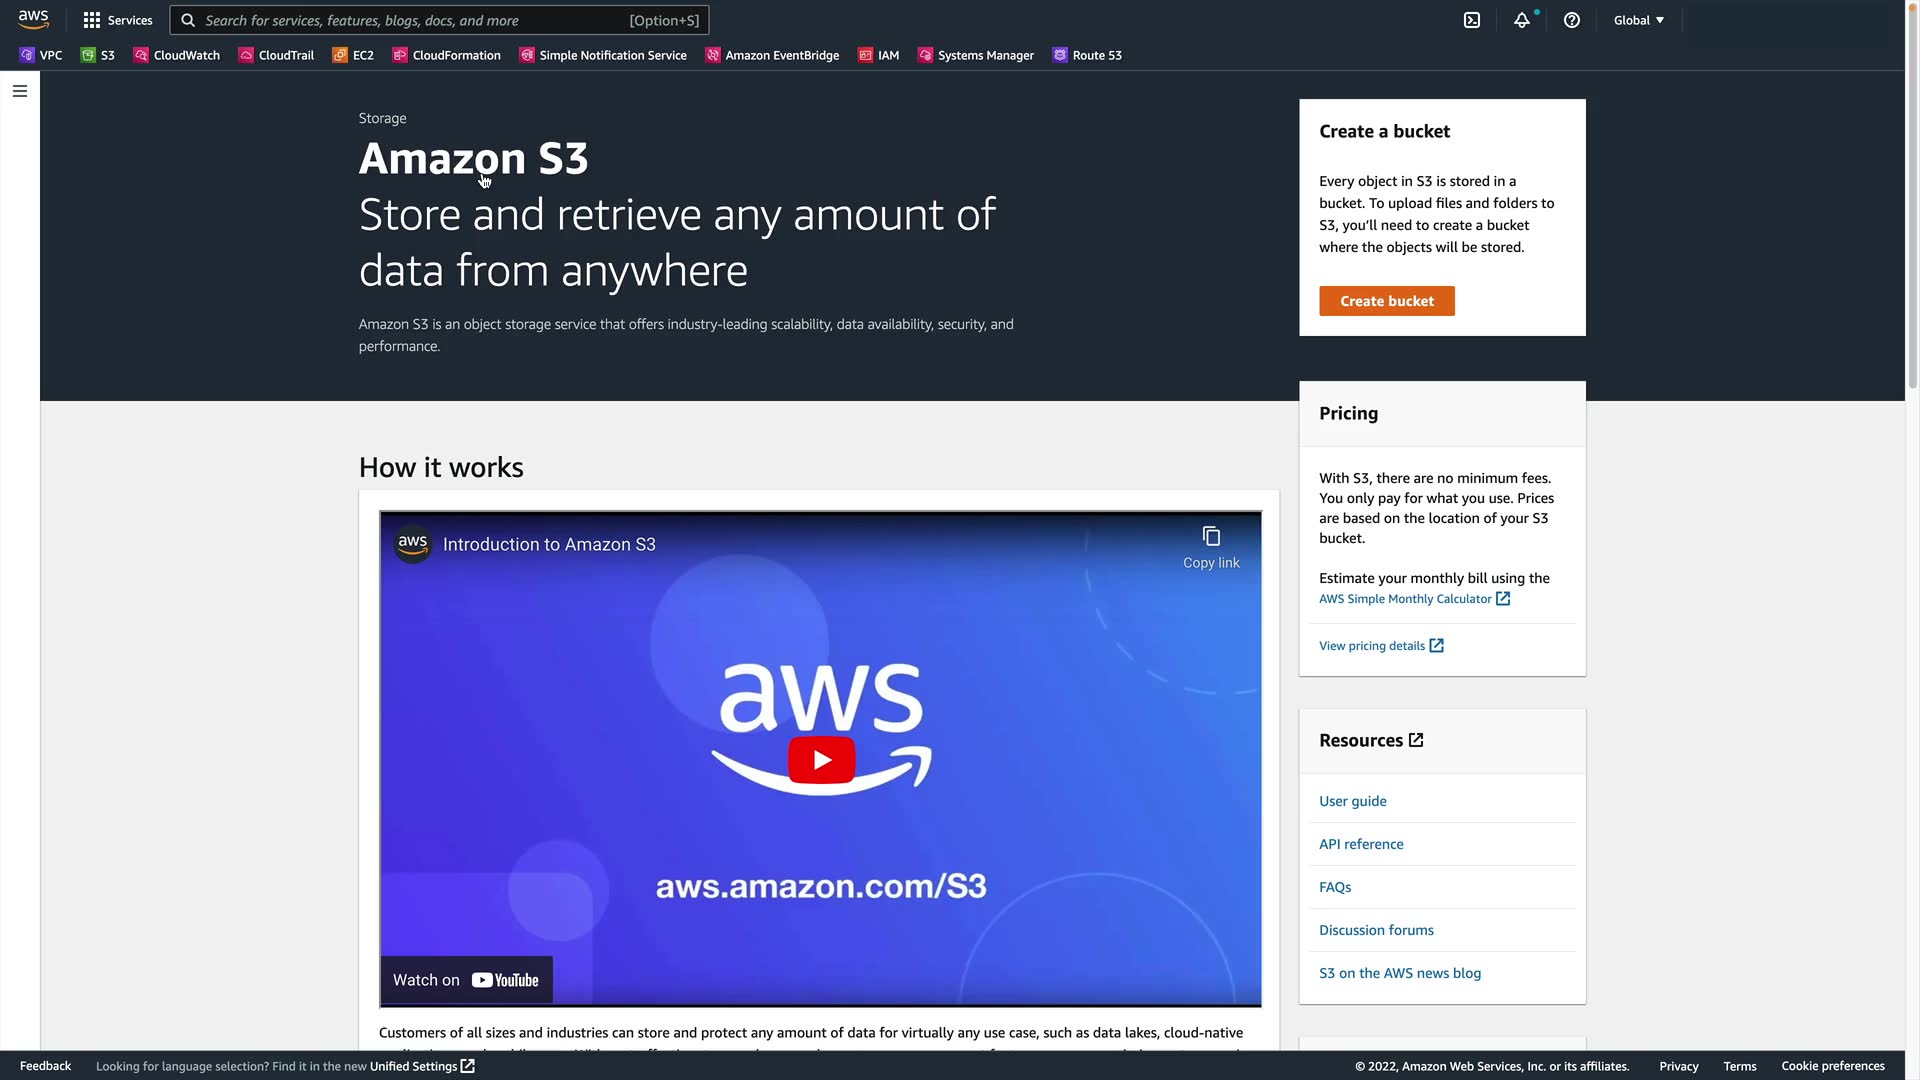 aws
Services
Search for services, features, blogs, docs, and more
[Option+S]
Global
VPC
S3
CloudWatch
CloudTrail
EC2
CloudFormation
Simple Notification Service
Amazon EventBridge
IAM
Systems Manager
Route 53
Storage
Amazon S3
Store and retrieve any amount of
data from anywhere
Amazon S3 is an object storage service that offers industry-leading scalability, data availability, security, and
performance.
Create a bucket
Every object in S3 is stored in a
bucket. To upload files and folders to
S3, you'll need to create a bucket
where the objects will be stored.
Create bucket
Pricing
With S3, there are no minimum fees.
You only pay for what you use. Prices
are based on the location of your S3
bucket.
Estimate your monthly bill using the
AWS Simple Monthly Calculator
View pricing details
Resources
User guide
API reference
FAQs
Discussion forums
S3 on the AWS news blog
How it works
aws
Introduction to Amazon S3
Copy link
aws
aws.amazon.com/S3
Watch on YouTube
Customers of all sizes and industries can store and protect any amount of data for virtually any use case, such as data lakes, cloud-native
Feedback
Looking for language selection? Find it in the new Unified Settings
© 2022, Amazon Web Services, Inc. or its affiliates.
Privacy
Terms
Cookie preferences